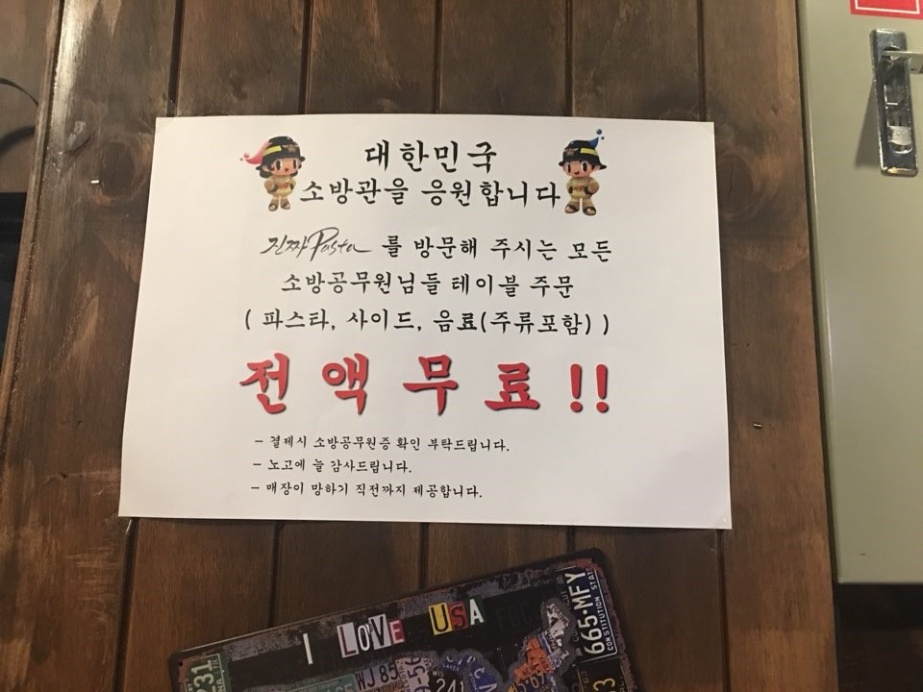 대한민국
소방관을 응원합니다
진짜Pasta 를 방문해 주시는 모든
소방공무원님들 테이블 주문
( 파스타, 사이드, 음료(주류포함) )
전액무료!!
- 결제시 소방공무원증 확인 부탁드립니다.
- 노고에 늘 감사드립니다.
- 매장이 망하기 직전까지 제공합니다.
I LOVE USA
665·MFY
CONSTITUTION STATE
WJ 85
231